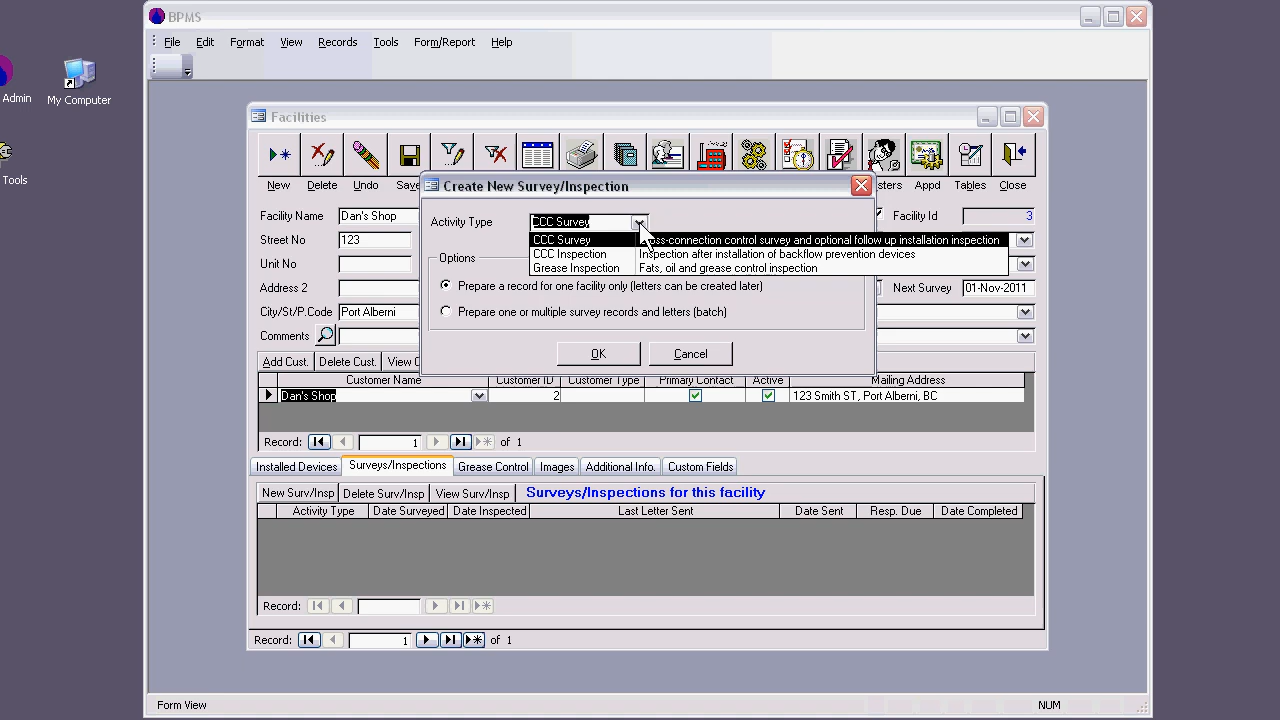 BPMS
File Edit Format View Records Tools Form/Report Help
Admin
My Computer
Tools
Facilities
New Delete Undo Appd Tables Close
Create New Survey/Inspection
Facility Name Dan's Shop Facility Id 3
Activity Type CCC Survey
Street No 123
CCC Survey connection control survey and optional follow up installation inspection
CCC Inspection Inspection after installation of backflow prevention devices
Grease Inspection Fats, oil and grease control inspection
Unit No
Options
Address 2 Next Survey 01-Nov-2011
Prepare a record for one facility only (letters can be created later)
City/St/P.Code Port Alberni
Prepare one or multiple survey records and letters (batch)
Comments
OK Cancel
Add Cust. Delete Cust.
Customer Name Customer ID Customer Type Primary Contact Active Mailing Address
Dan's Shop 2 123 Smith ST, Port Alberni, BC
Record: 1 of 1
Installed Devices Surveys/Inspections Grease Control Images Additional Info. Custom Fields
New Surv/Insp Delete Surv/Insp View Surv/Insp Surveys/Inspections for this facility
Activity Type Date Surveyed Date Inspected Last Letter Sent Date Sent Resp. Due Date Completed
Record:
Record: 1 of 1
Form View NUM